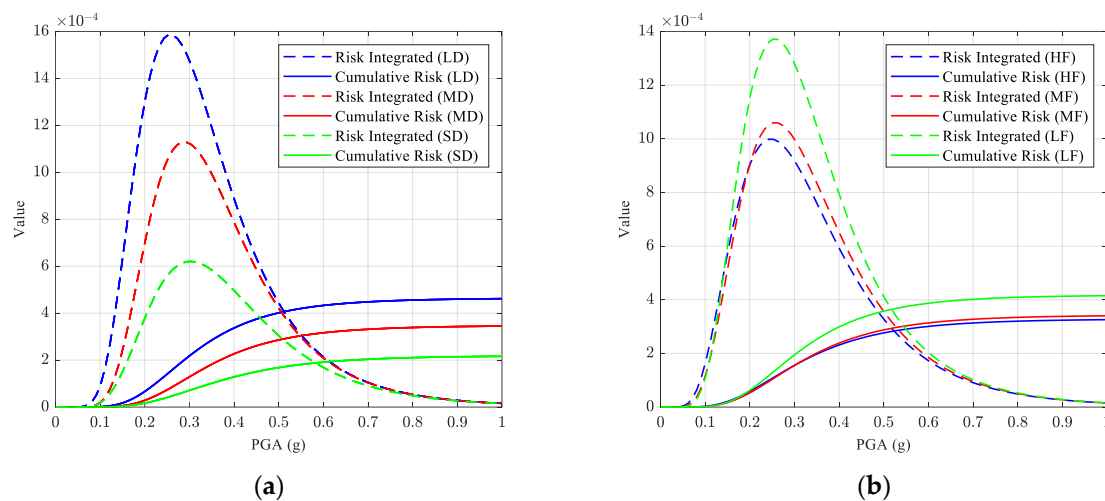 ×10⁻⁴
16
14
12
10
8
6
4
2
0
Value
0 0.1 0.2 0.3 0.4 0.5 0.6 0.7 0.8 0.9 1
PGA (g)
Risk Integrated (LD)
Cumulative Risk (LD)
Risk Integrated (MD)
Cumulative Risk (MD)
Risk Integrated (SD)
Cumulative Risk (SD)
(a)
×10⁻⁴
14
12
10
8
6
4
2
0
Value
0 0.1 0.2 0.3 0.4 0.5 0.6 0.7 0.8 0.9 1
PGA (g)
Risk Integrated (HF)
Cumulative Risk (HF)
Risk Integrated (MF)
Cumulative Risk (MF)
Risk Integrated (LF)
Cumulative Risk (LF)
(b)